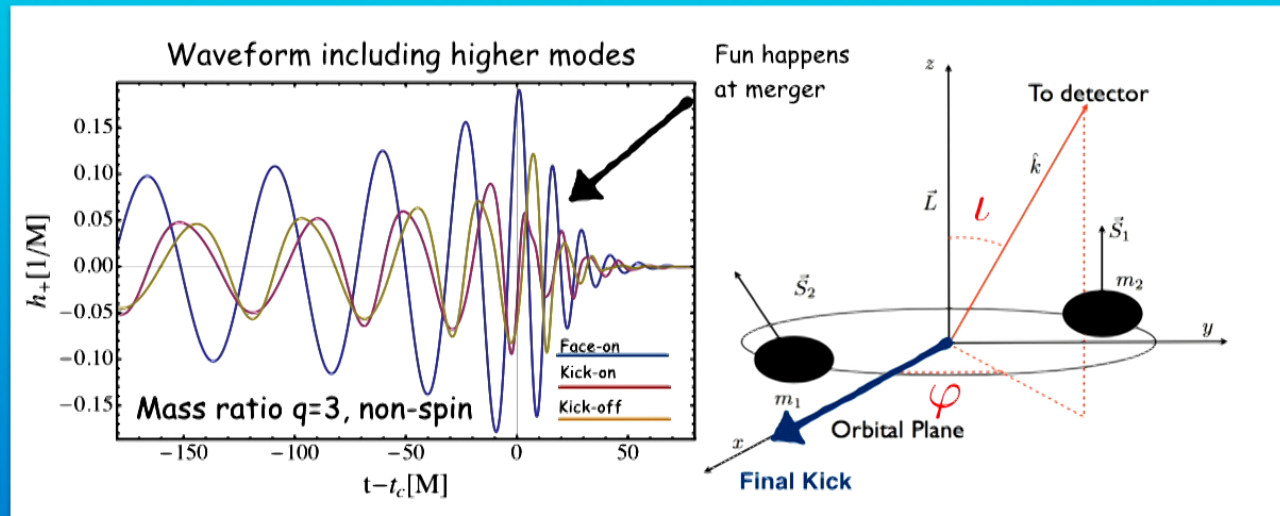 Waveform including higher modes
Fun happens
at merger
h₊[1/M]
0.15
0.10
0.05
0.00
−0.05
−0.10
−0.15
Face-on
Kick-on
Kick-off
Mass ratio q=3, non-spin
−150
−100
−50
0
50
t−t_c[M]
z
To detector
k̂
L⃗
ι
S⃗₁
S⃗₂
m₂
y
φ
m₁
Orbital Plane
x
Final Kick